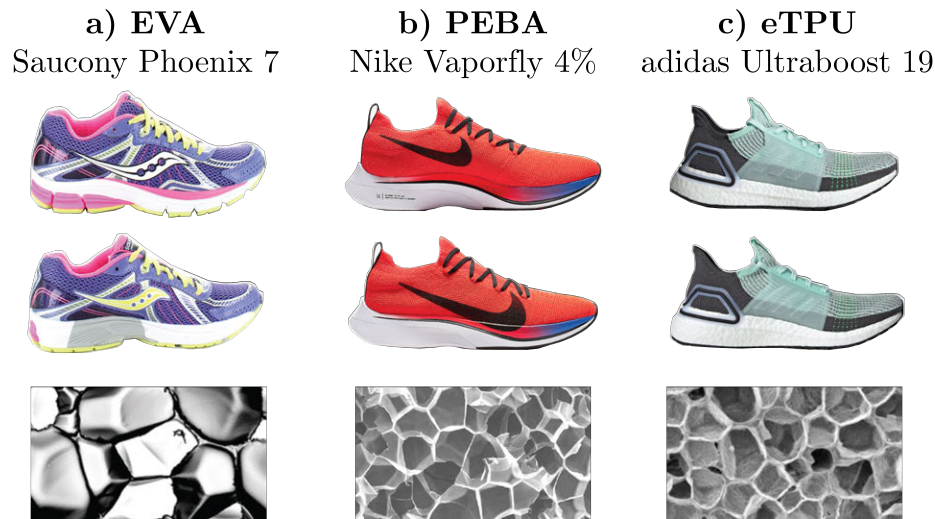 a) EVA
Saucony Phoenix 7
b) PEBA
Nike Vaporfly 4%
c) eTPU
adidas Ultraboost 19